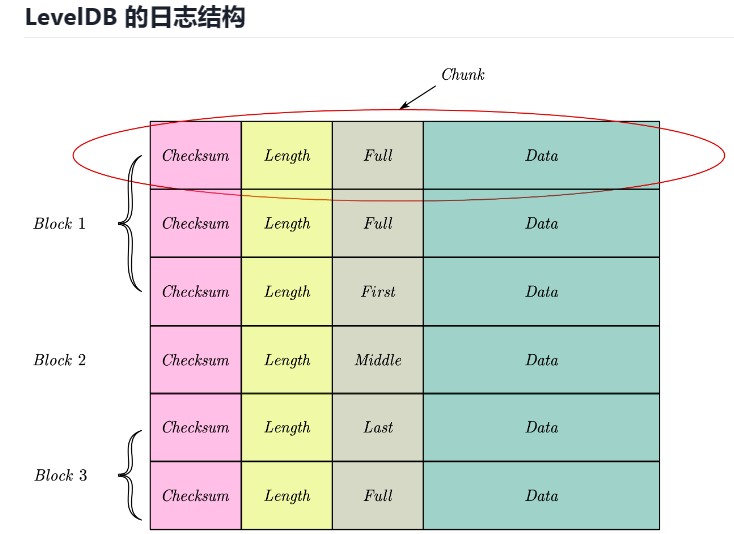 LevelDB 的日志结构
Chunk
Checksum Length Full Data
Block 1 Checksum Length Full Data
Checksum Length First Data
Block 2 Checksum Length Middle Data
Checksum Length Last Data
Block 3
Checksum Length Full Data